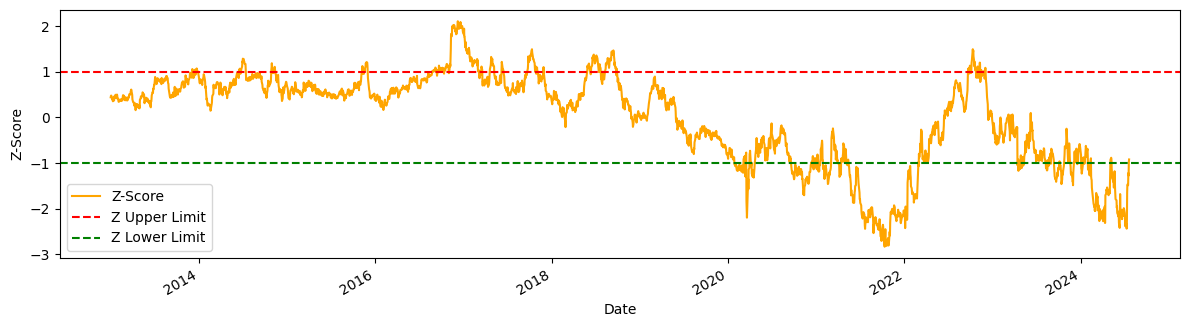 2
1
0
−1
−2
−3
Z-Score
Z-Score
Z Upper Limit
Z Lower Limit
2014
2016
2018
2020
2022
2024
Date